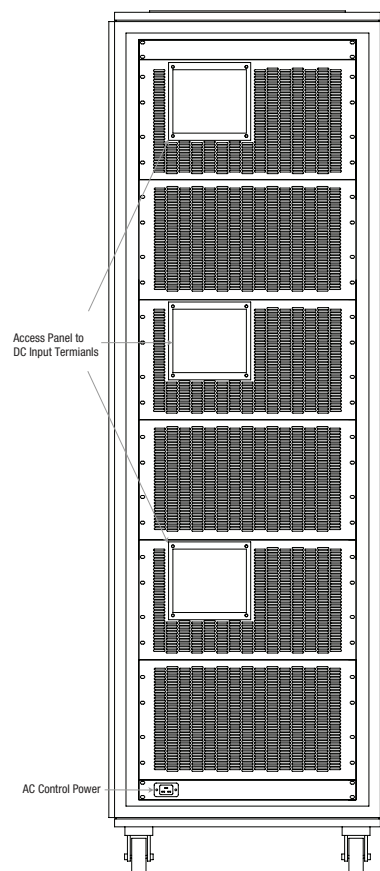 Access Panel to
DC Input Termianls
AC Control Power